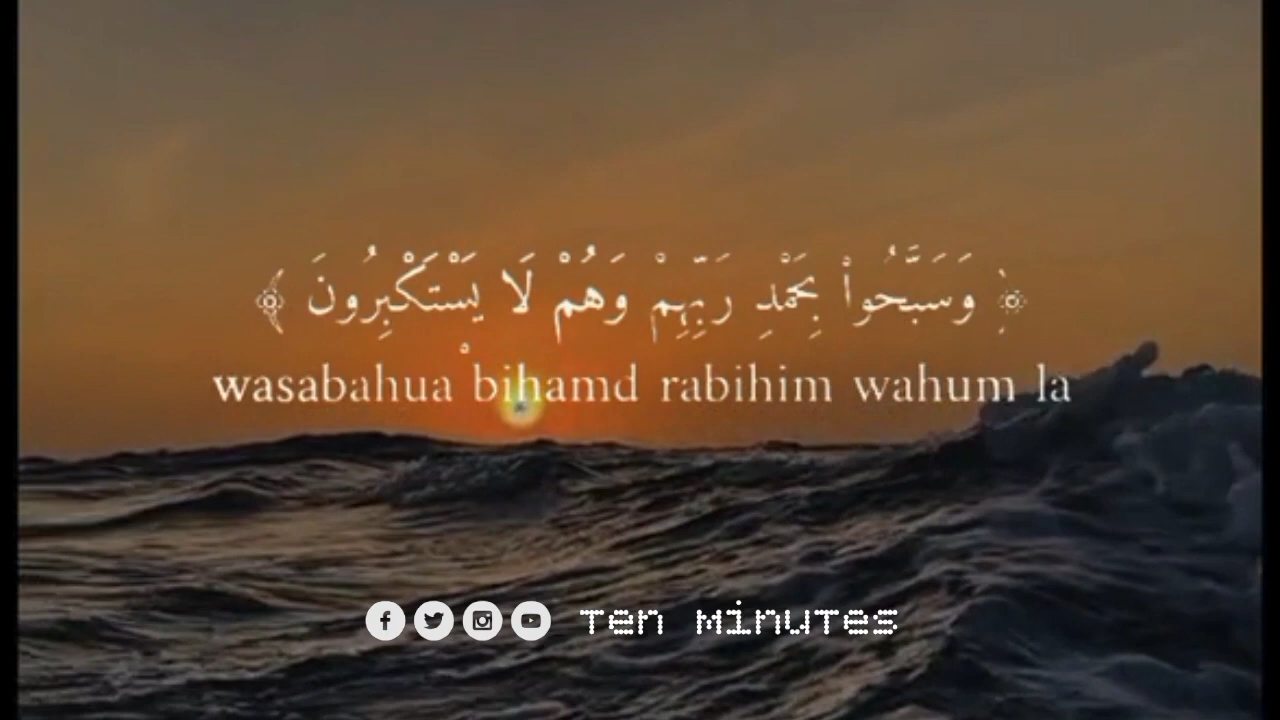 ﴿ وَسَبَّحُوا۟ بِحَمْدِ رَبِّهِمْ وَهُمْ لَا يَسْتَكْبِرُونَ ﴾
wasabahua bihamd rabihim wahum la
Ten Minutes